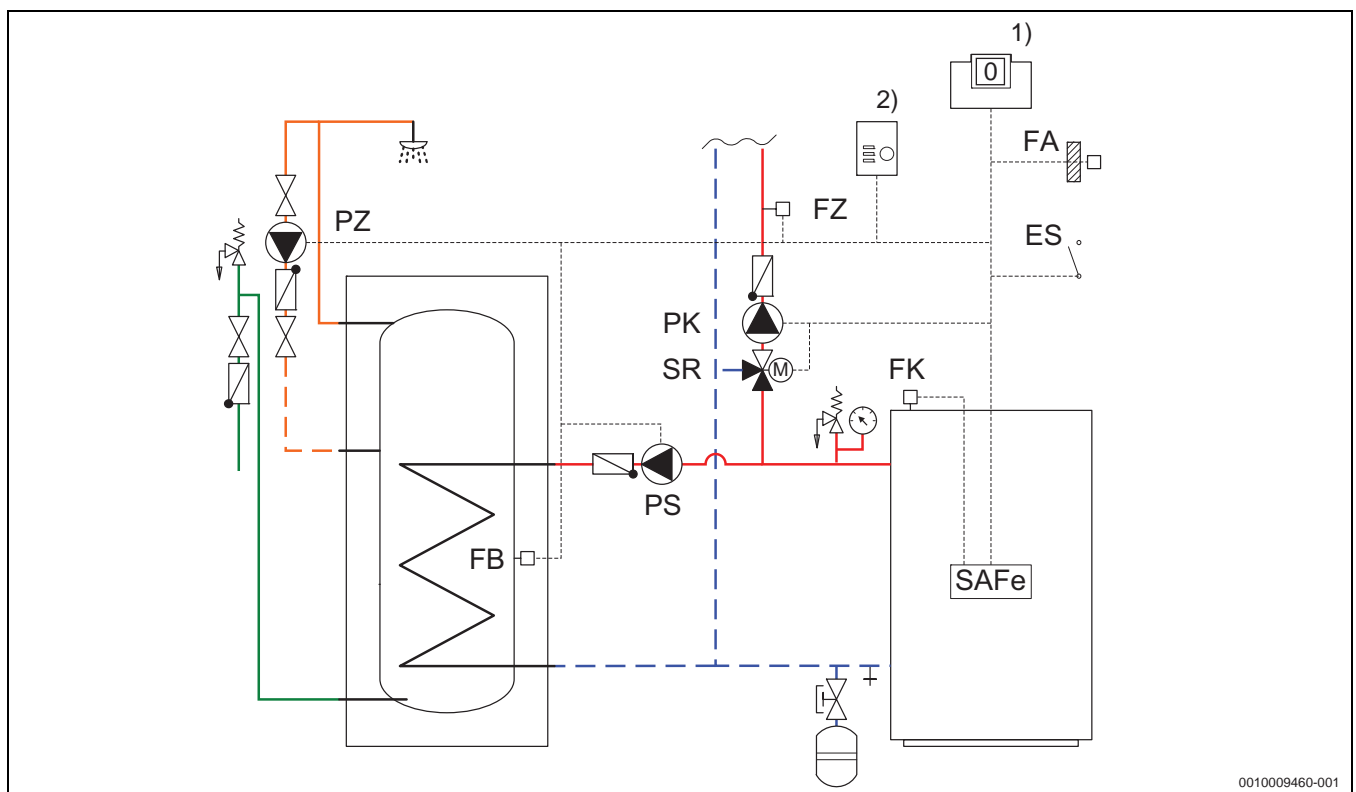 1)
0
2)
FA
PZ
FZ
ES
PK
SR
M
FK
PS
FB
SAFe
0010009460-001